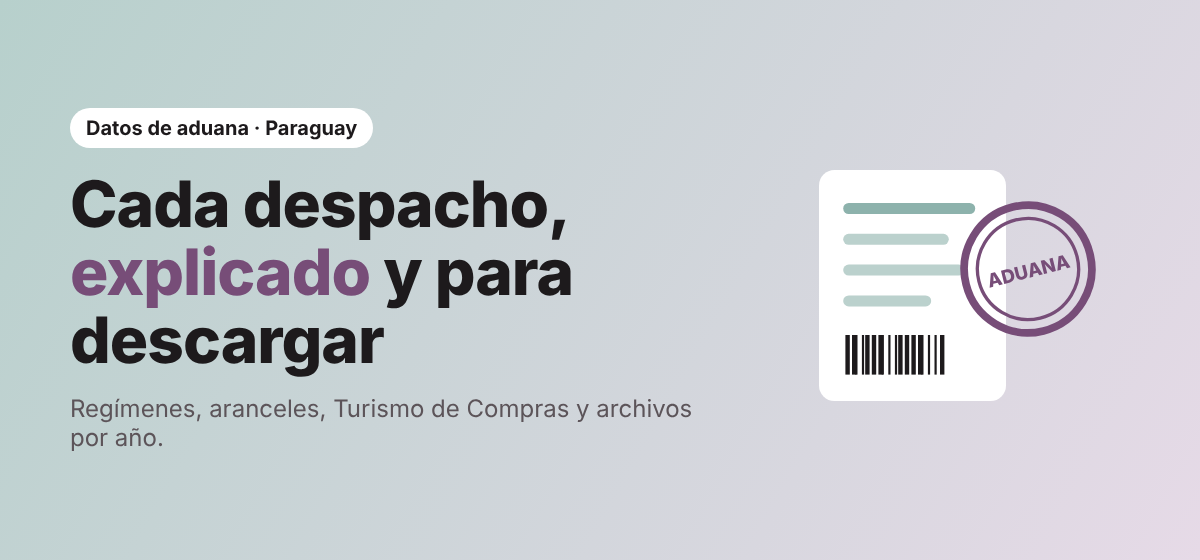 Datos de aduana · Paraguay
Cada despacho,
explicado y para
descargar
Regímenes, aranceles, Turismo de Compras y archivos
por año.
ADUANA